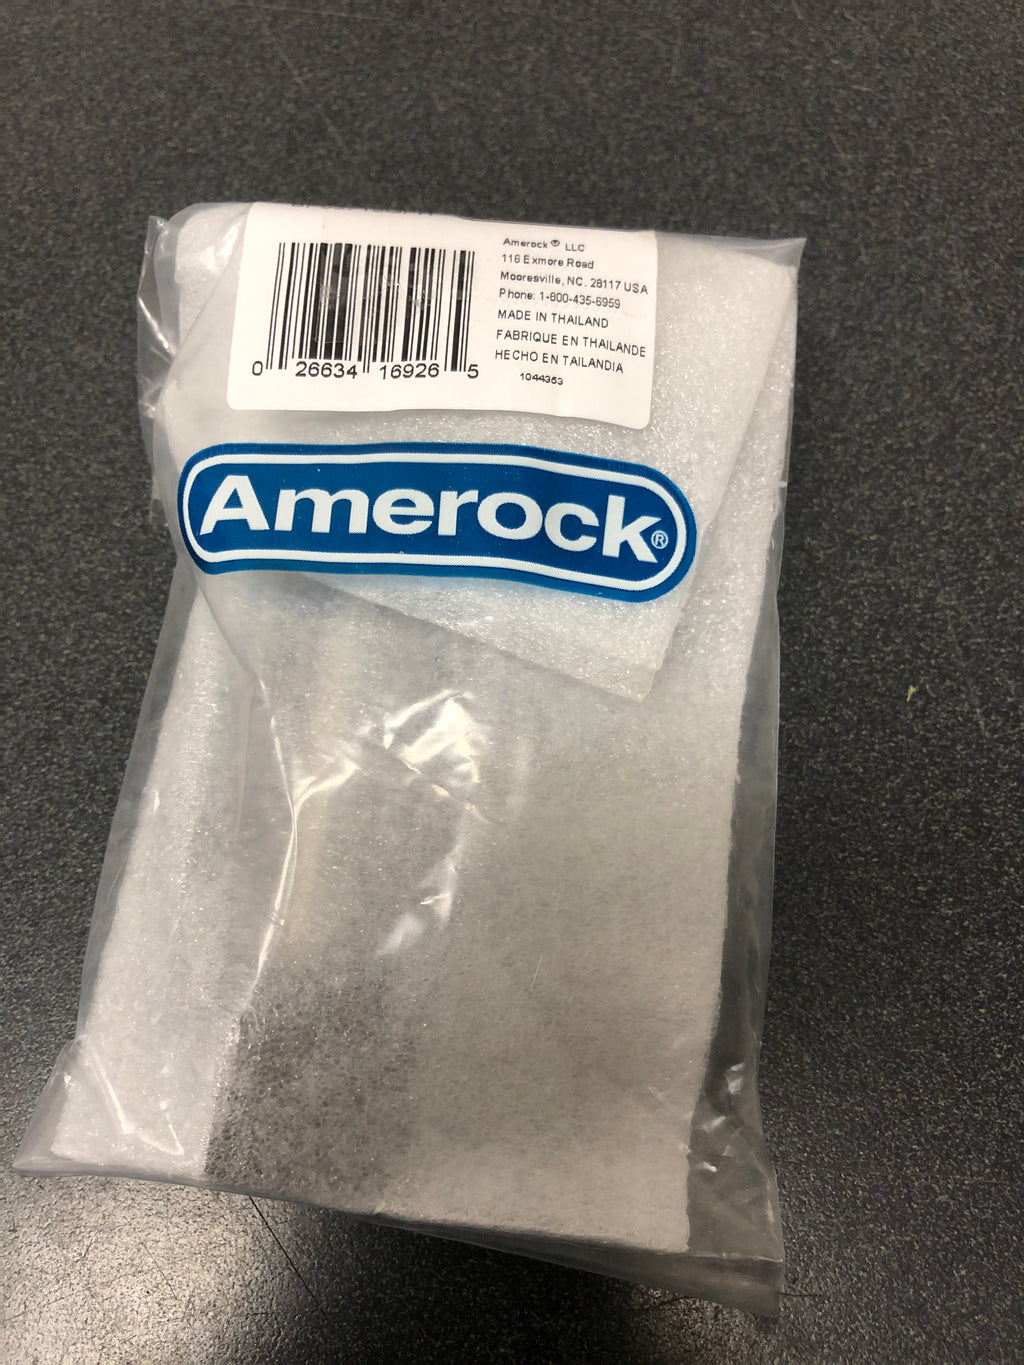 Amerock® LLC
116 Exmore Road
Mooresville, NC. 28117 USA
Phone: 1-800-435-6959
MADE IN THAILAND
FABRIQUE EN THAILANDE
HECHO EN TAILANDIA
1044353
0 26634 16926 5
Amerock®